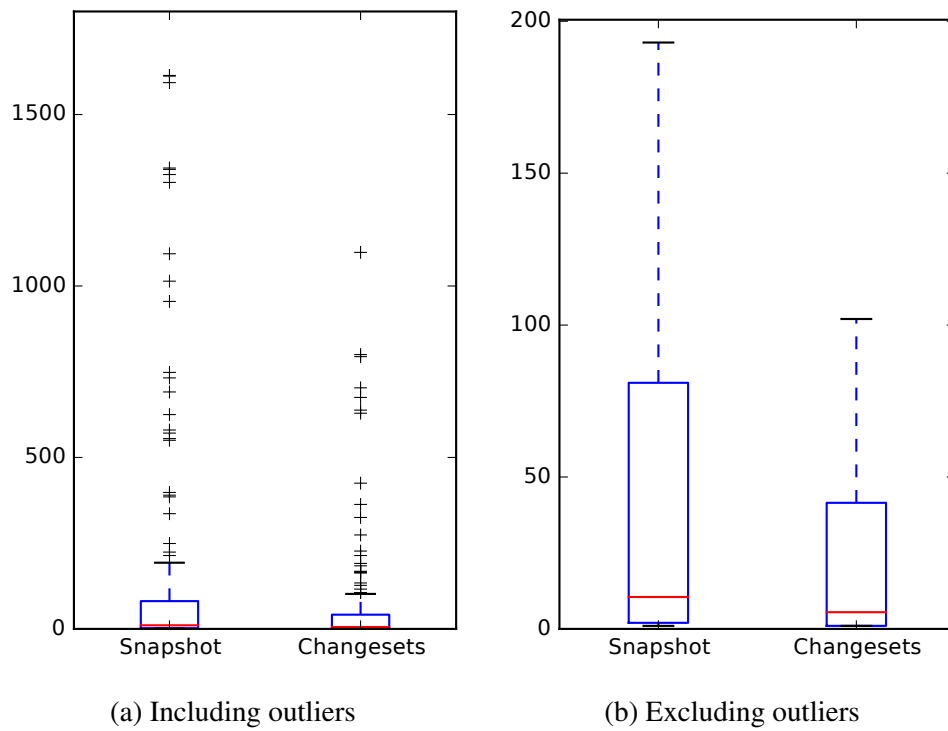 1500
1000
500
0
Snapshot Changesets
(a) Including outliers
200
150
100
50
0
Snapshot Changesets
(b) Excluding outliers